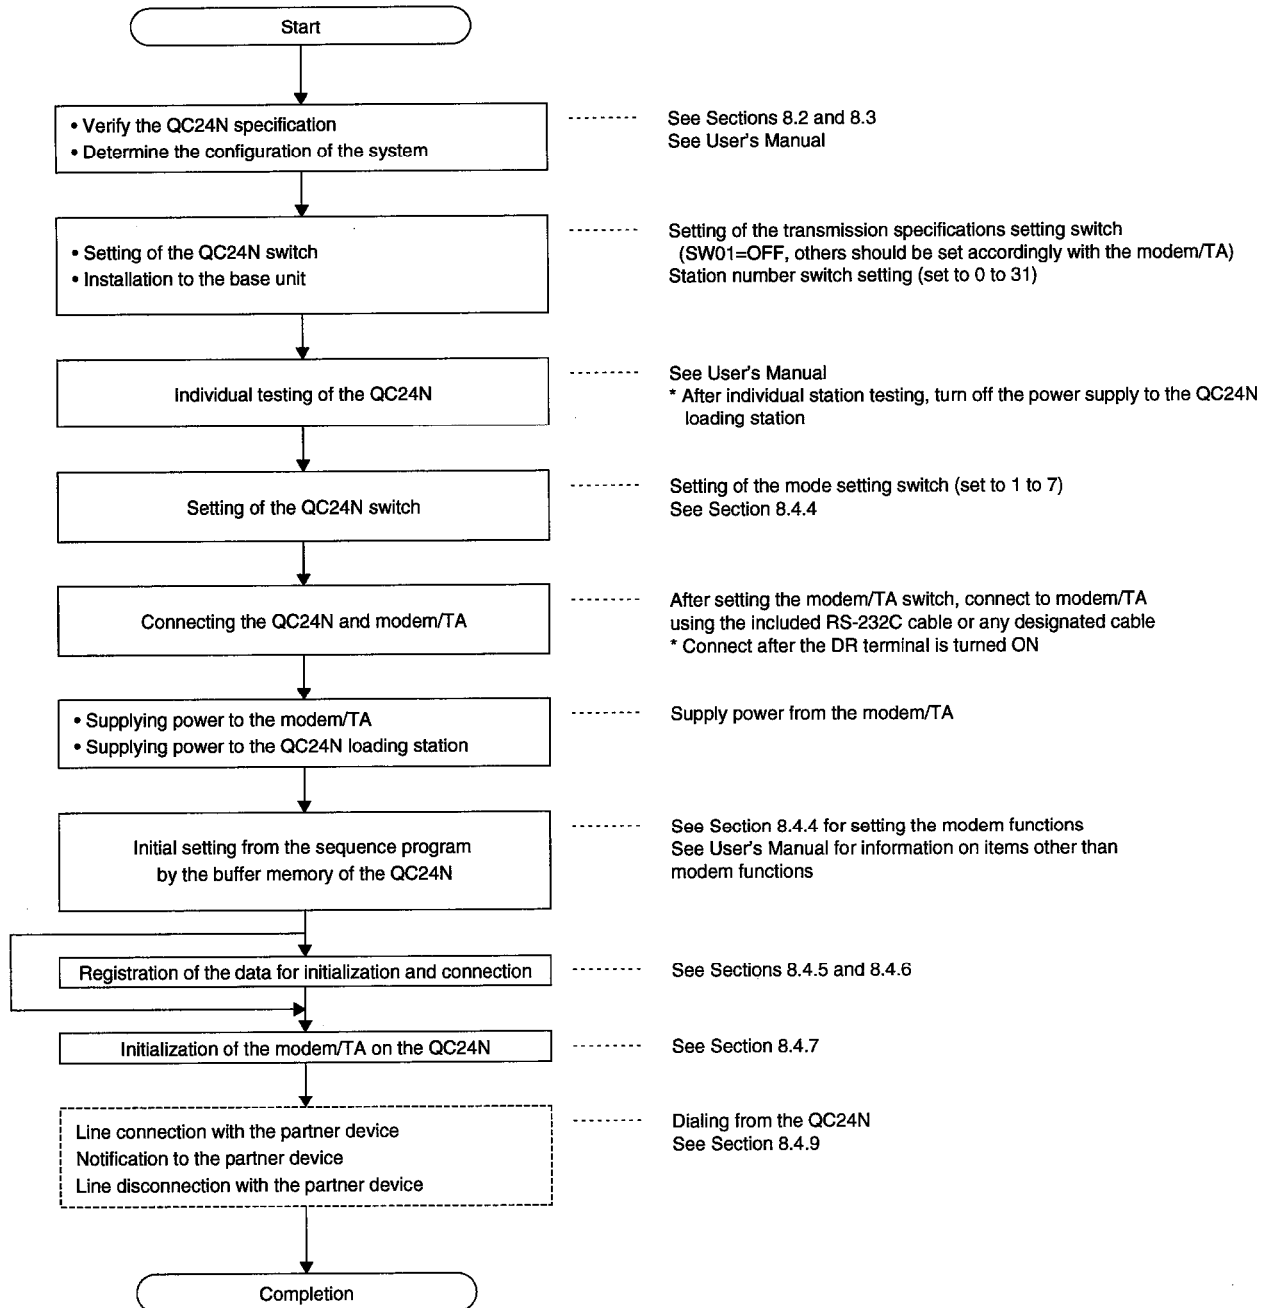 Start
• Verify the QC24N specification
• Determine the configuration of the system
See Sections 8.2 and 8.3
See User's Manual
• Setting of the QC24N switch
• Installation to the base unit
Setting of the transmission specifications setting switch
(SW01=OFF, others should be set accordingly with the modem/TA)
Station number switch setting (set to 0 to 31)
Individual testing of the QC24N
See User's Manual
* After individual station testing, turn off the power supply to the QC24N
loading station
Setting of the QC24N switch
Setting of the mode setting switch (set to 1 to 7)
See Section 8.4.4
Connecting the QC24N and modem/TA
After setting the modem/TA switch, connect to modem/TA
using the included RS-232C cable or any designated cable
* Connect after the DR terminal is turned ON
• Supplying power to the modem/TA
• Supplying power to the QC24N loading station
Supply power from the modem/TA
Initial setting from the sequence program
by the buffer memory of the QC24N
See Section 8.4.4 for setting the modem functions
See User's Manual for information on items other than
modem functions
Registration of the data for initialization and connection
See Sections 8.4.5 and 8.4.6
Initialization of the modem/TA on the QC24N
See Section 8.4.7
Line connection with the partner device
Notification to the partner device
Line disconnection with the partner device
Dialing from the QC24N
See Section 8.4.9
Completion